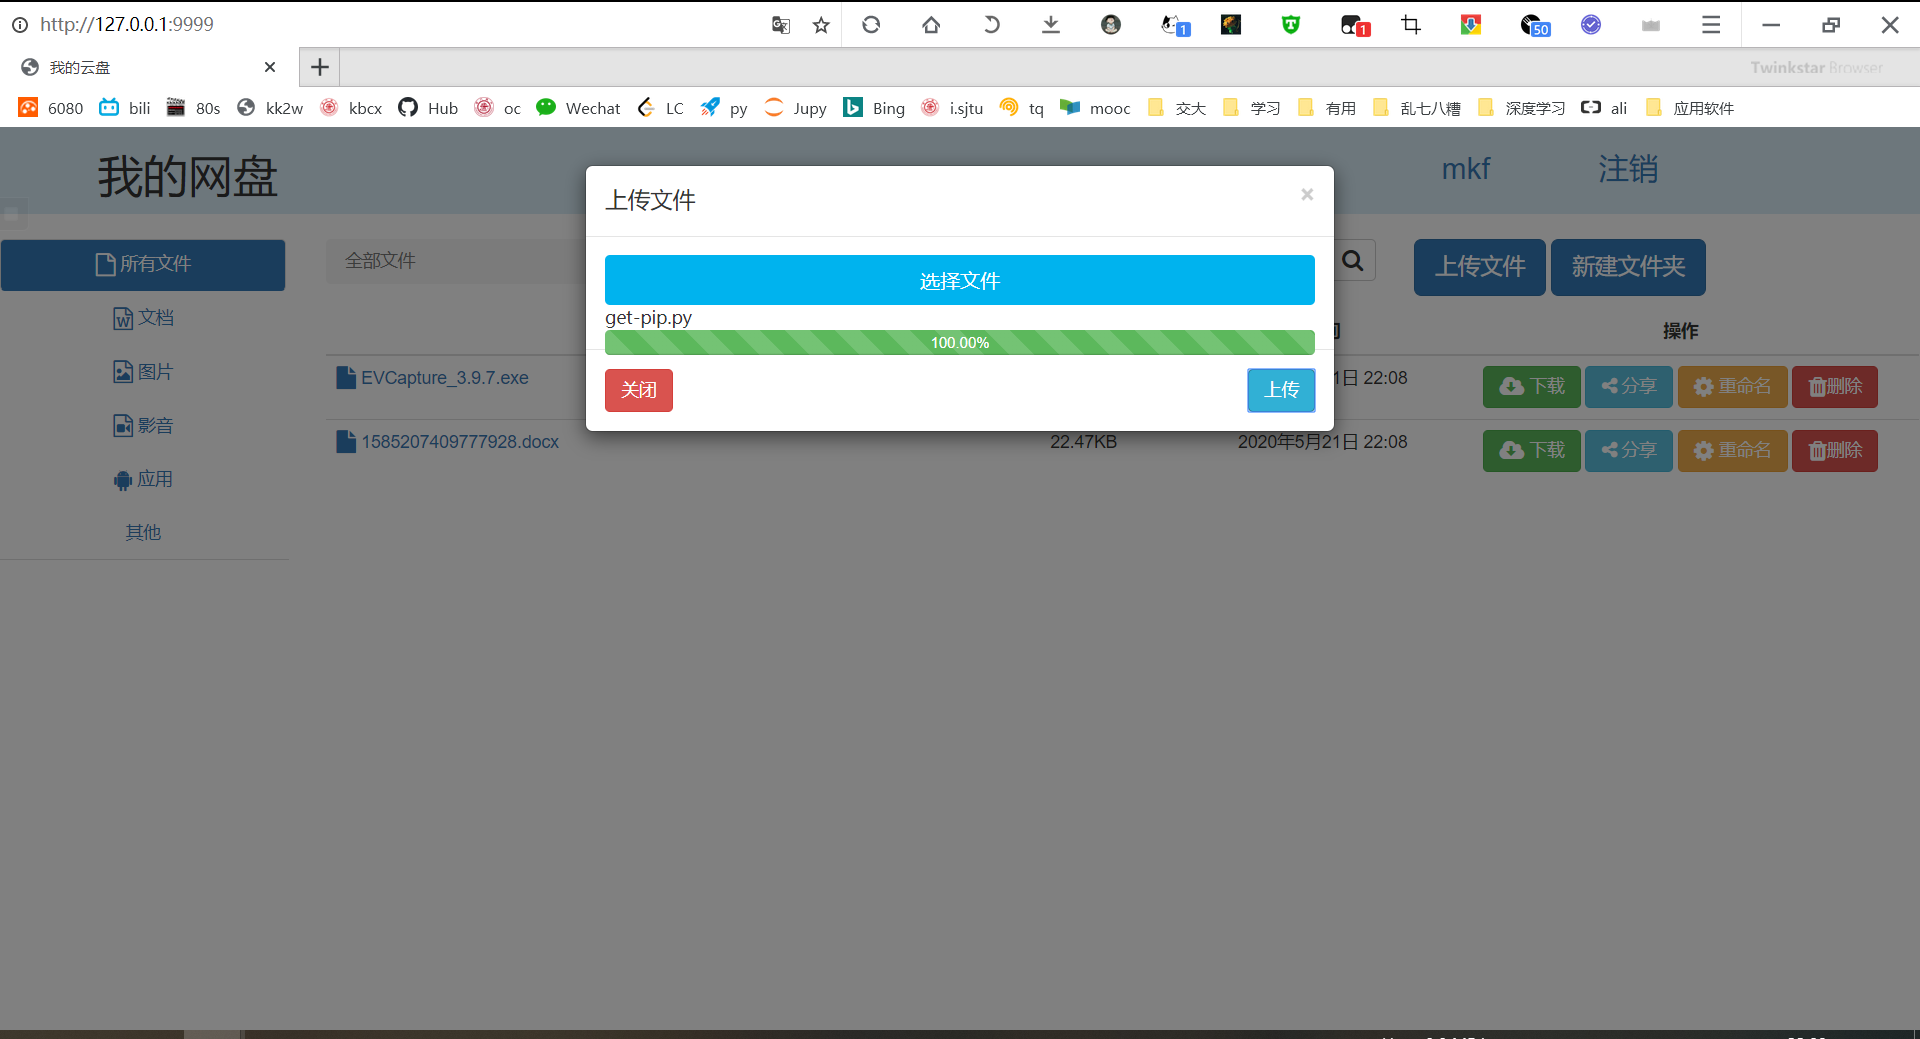 http://127.0.0.1:9999
1
1
50
我的云盘
Twinkstar Browser
6080 bili 80s kk2w kbcx Hub oc Wechat LC py Jupy Bing i.sjtu tq mooc 交大 学习 有用 乱七八糟 深度学习 ali 应用软件
我的网盘
mkf
注销
上传文件
×
所有文件
全部文件
选择文件
上传文件
新建文件夹
文档
get-pip.py
100.00%
操作
图片
EVCapture_3.9.7.exe
关闭
上传
1日 22:08
下载 分享 重命名 删除
影音
1585207409777928.docx
22.47KB
2020年5月21日 22:08
下载 分享 重命名 删除
应用
其他